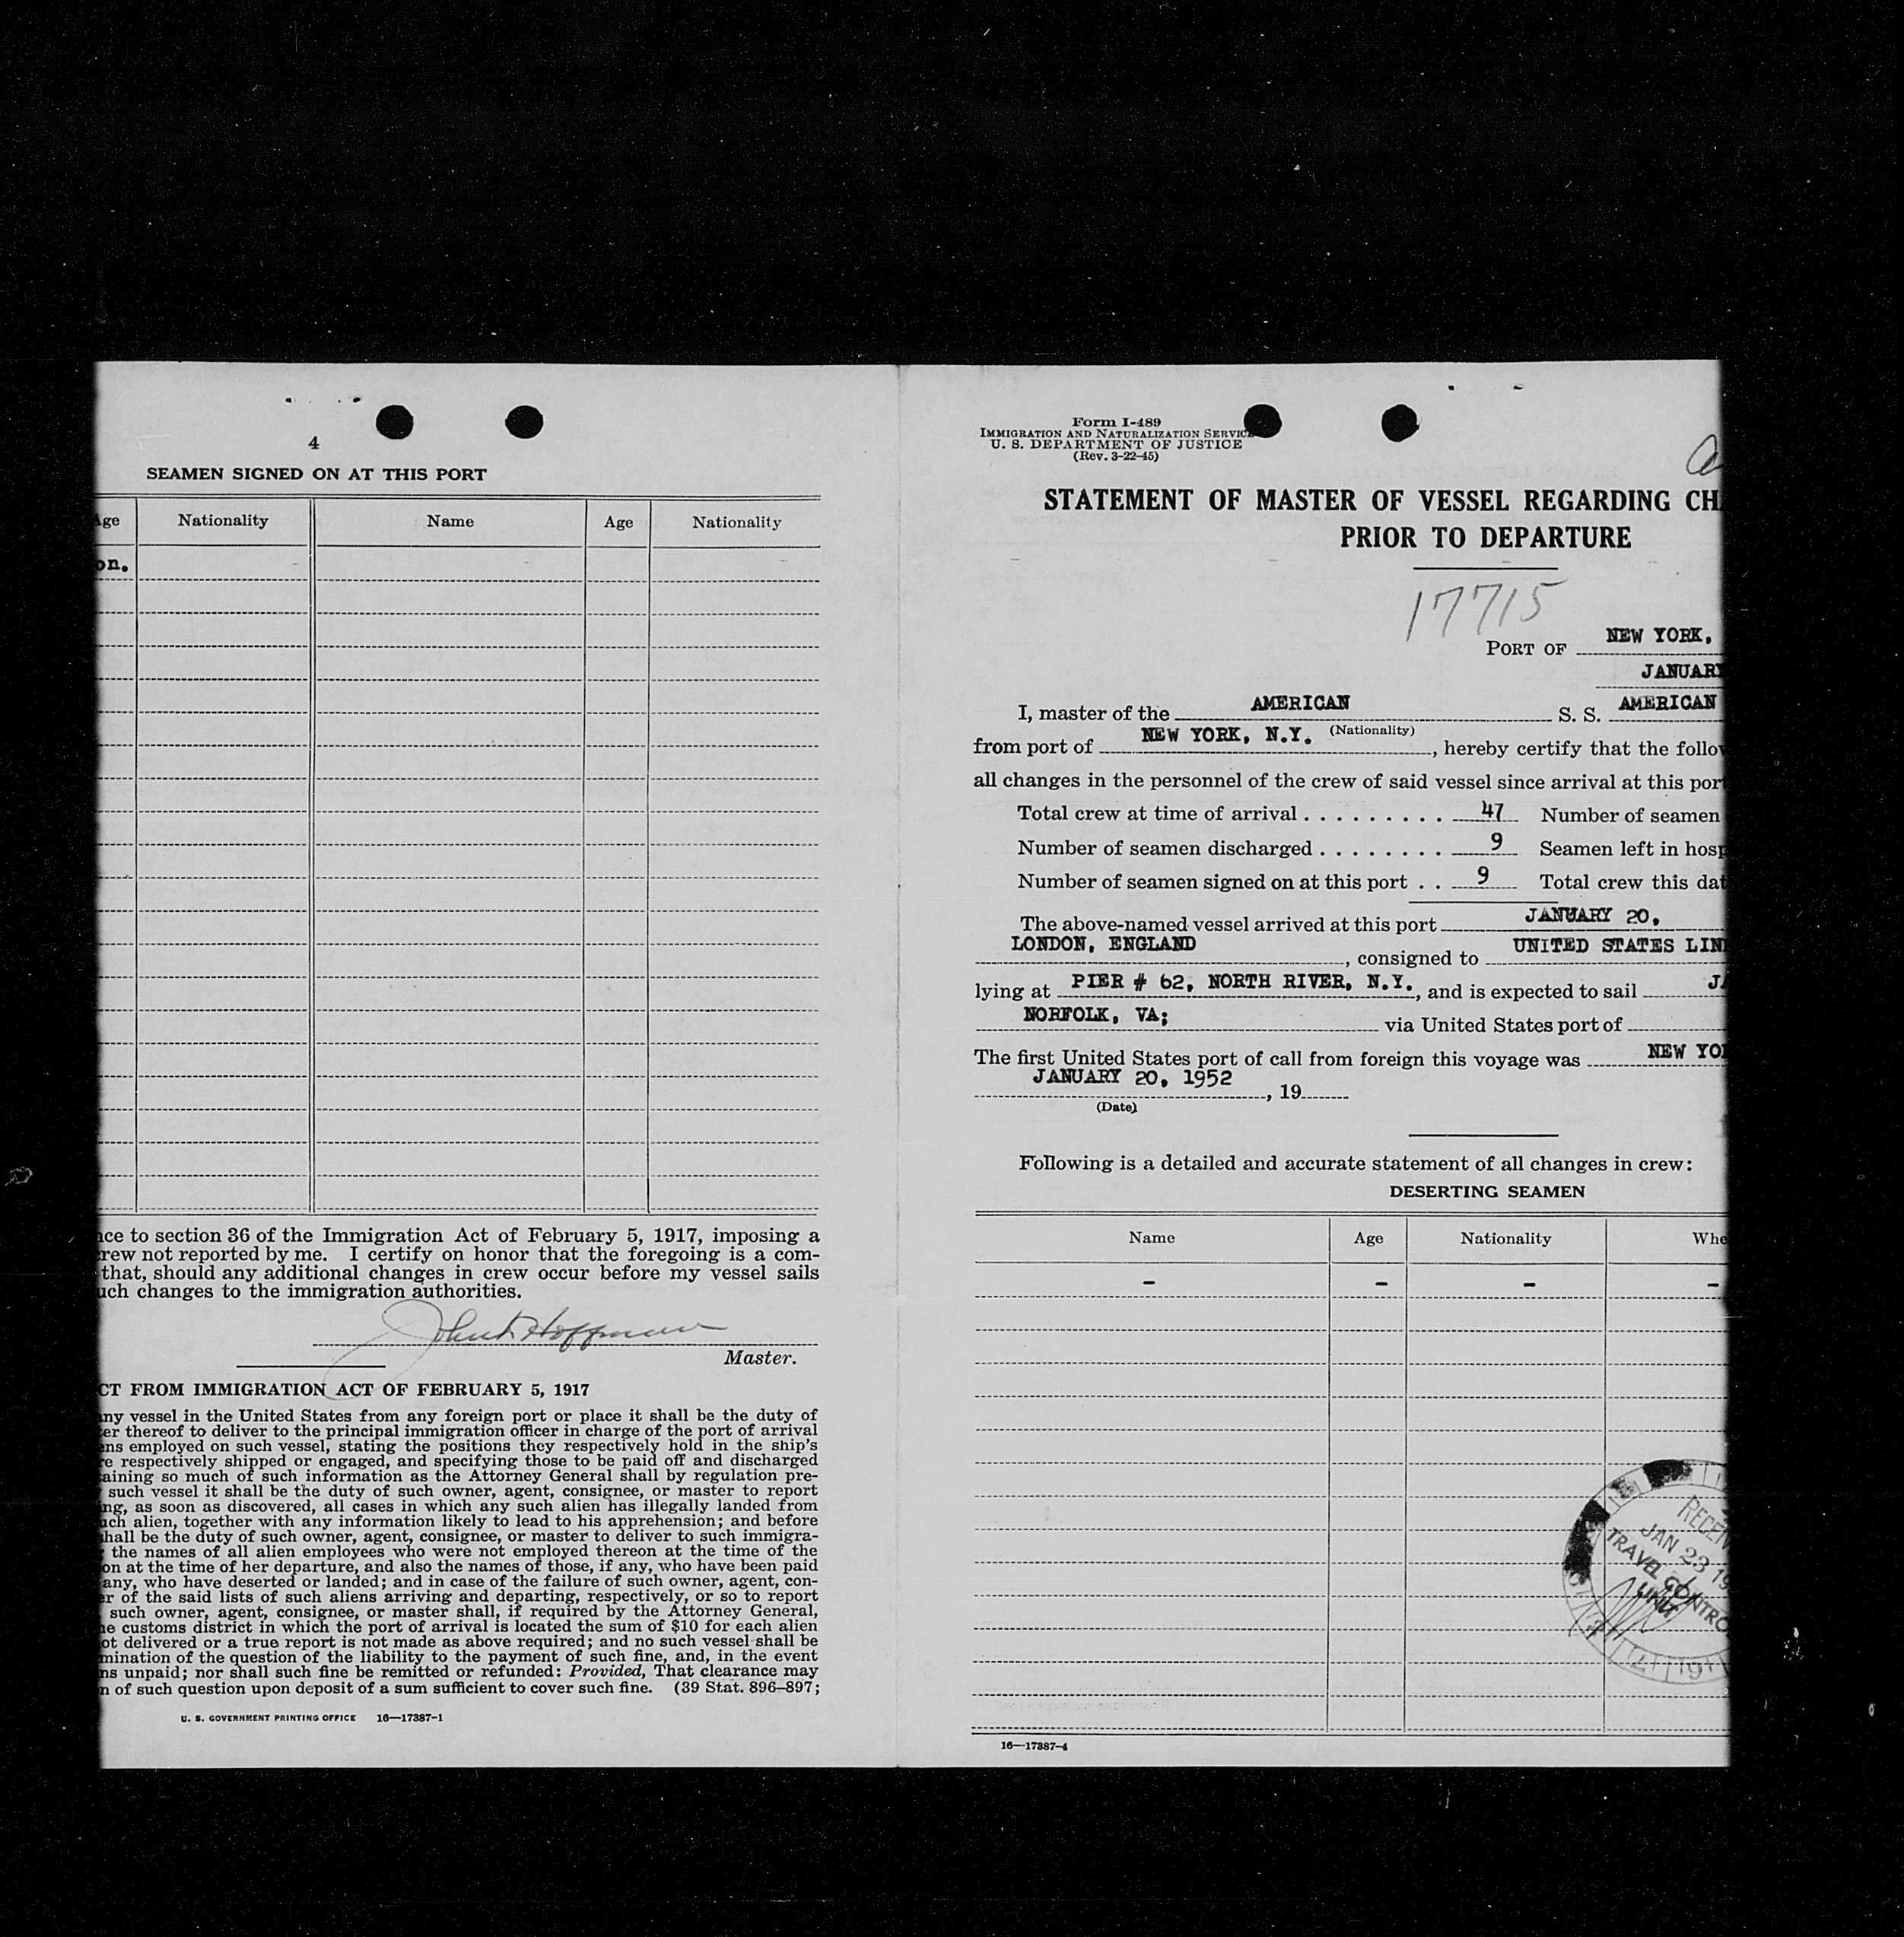 4
SEAMEN SIGNED ON AT THIS PORT
Age Nationality Name Age Nationality
on.
nce to section 36 of the Immigration Act of February 5, 1917, imposing a
crew not reported by me. I certify on honor that the foregoing is a com-
that, should any additional changes in crew occur before my vessel sails
uch changes to the immigration authorities.
John Hoffman
Master.
CT FROM IMMIGRATION ACT OF FEBRUARY 5, 1917
any vessel in the United States from any foreign port or place it shall be the duty of
er thereof to deliver to the principal immigration officer in charge of the port of arrival
ens employed on such vessel, stating the positions they respectively hold in the ship's
re respectively shipped or engaged, and specifying those to be paid off and discharged
aining so much of such information as the Attorney General shall by regulation pre-
such vessel it shall be the duty of such owner, agent, consignee, or master to report
ng, as soon as discovered, all cases in which any such alien has illegally landed from
uch alien, together with any information likely to lead to his apprehension; and before
shall be the duty of such owner, agent, consignee, or master to deliver to such immigra-
the names of all alien employees who were not employed thereon at the time of the
on at the time of her departure, and also the names of those, if any, who have been paid
any, who have deserted or landed; and in case of the failure of such owner, agent, con-
er of the said lists of such aliens arriving and departing, respectively, or so to report
such owner, agent, consignee, or master shall, if required by the Attorney General,
he customs district in which the port of arrival is located the sum of $10 for each alien
ot delivered or a true report is not made as above required; and no such vessel shall be
mination of the question of the liability to the payment of such fine, and, in the event
ns unpaid; nor shall such fine be remitted or refunded: Provided, That clearance may
n of such question upon deposit of a sum sufficient to cover such fine. (39 Stat. 896–897;
U. S. GOVERNMENT PRINTING OFFICE 16—17387-1
Form I-489
IMMIGRATION AND NATURALIZATION SERVICE
U. S. DEPARTMENT OF JUSTICE
(Rev. 3-22-45)
STATEMENT OF MASTER OF VESSEL REGARDING CHA
PRIOR TO DEPARTURE
17715
PORT OF NEW YORK,
JANUARY
I, master of the AMERICAN S. S. AMERICAN
(Nationality)
from port of NEW YORK, N.Y., hereby certify that the follow
all changes in the personnel of the crew of said vessel since arrival at this port
Total crew at time of arrival . . . . . . . . . 47 Number of seamen
Number of seamen discharged . . . . . . . . 9 Seamen left in hosp
Number of seamen signed on at this port . . 9 Total crew this dat
The above-named vessel arrived at this port JANUARY 20,
LONDON, ENGLAND, consigned to UNITED STATES LIN
lying at PIER # 62, NORTH RIVER, N.Y., and is expected to sail JA
NORFOLK, VA; via United States port of
The first United States port of call from foreign this voyage was NEW YO
JANUARY 20, 1952, 19
(Date)
Following is a detailed and accurate statement of all changes in crew:
DESERTING SEAMEN
Name Age Nationality Whe
– – – –
RECEIV
JAN 23 19
TRAVEL CONTRO
UNIT
16—17387-4